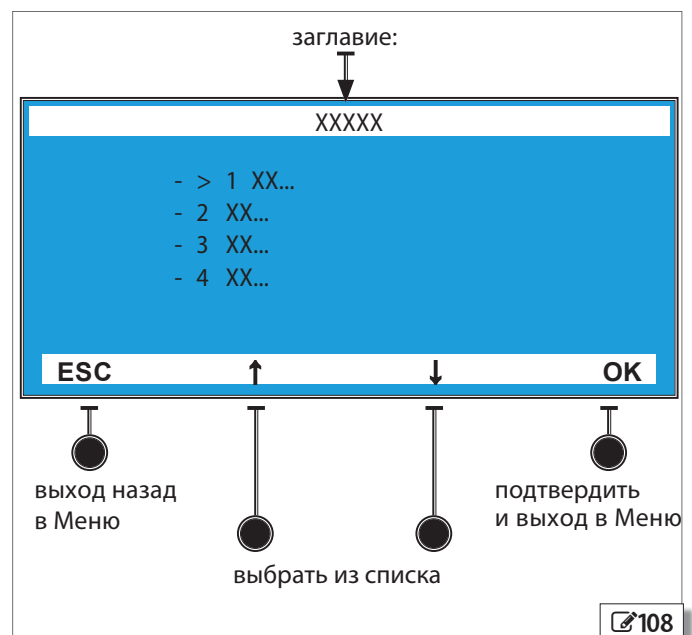 заглавие:
XXXXX
- > 1 XX...
- 2 XX...
- 3 XX...
- 4 XX...
ESC ↑ ↓ OK
выход назад
в Меню
подтвердить
и выход в Меню
выбрать из списка
108